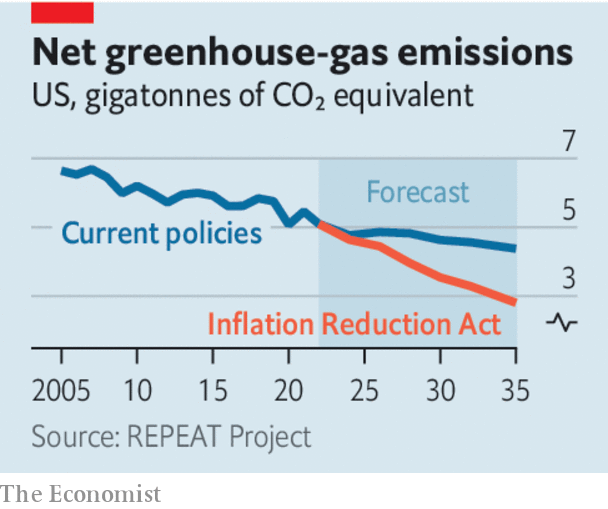 Net greenhouse-gas emissions
US, gigatonnes of CO₂ equivalent
7
Forecast
5
Current policies
3
Inflation Reduction Act
2005 10 15 20 25 30 35
Source: REPEAT Project
The Economist